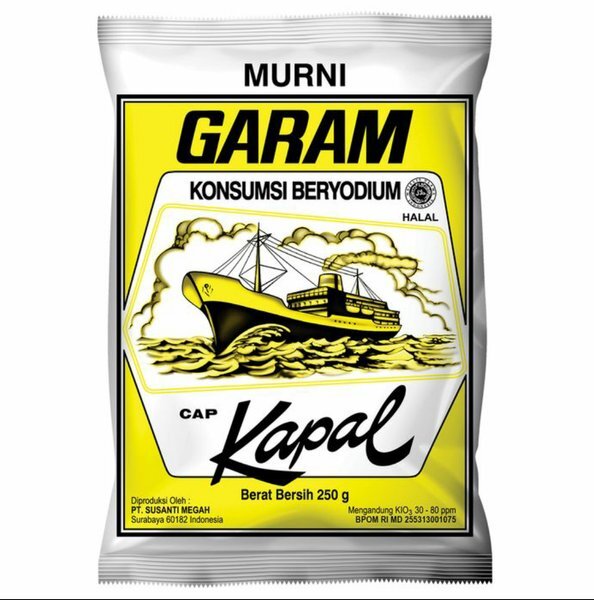 MURNI
GARAM
KONSUMSI BERYODIUM
HALAL
CAP Kapal
Berat Bersih 250 g
Diproduksi Oleh :
PT. SUSANTI MEGAH
Surabaya 60182 Indonesia
Mengandung KIO₃ 30 - 80 ppm
BPOM RI MD 255313001075